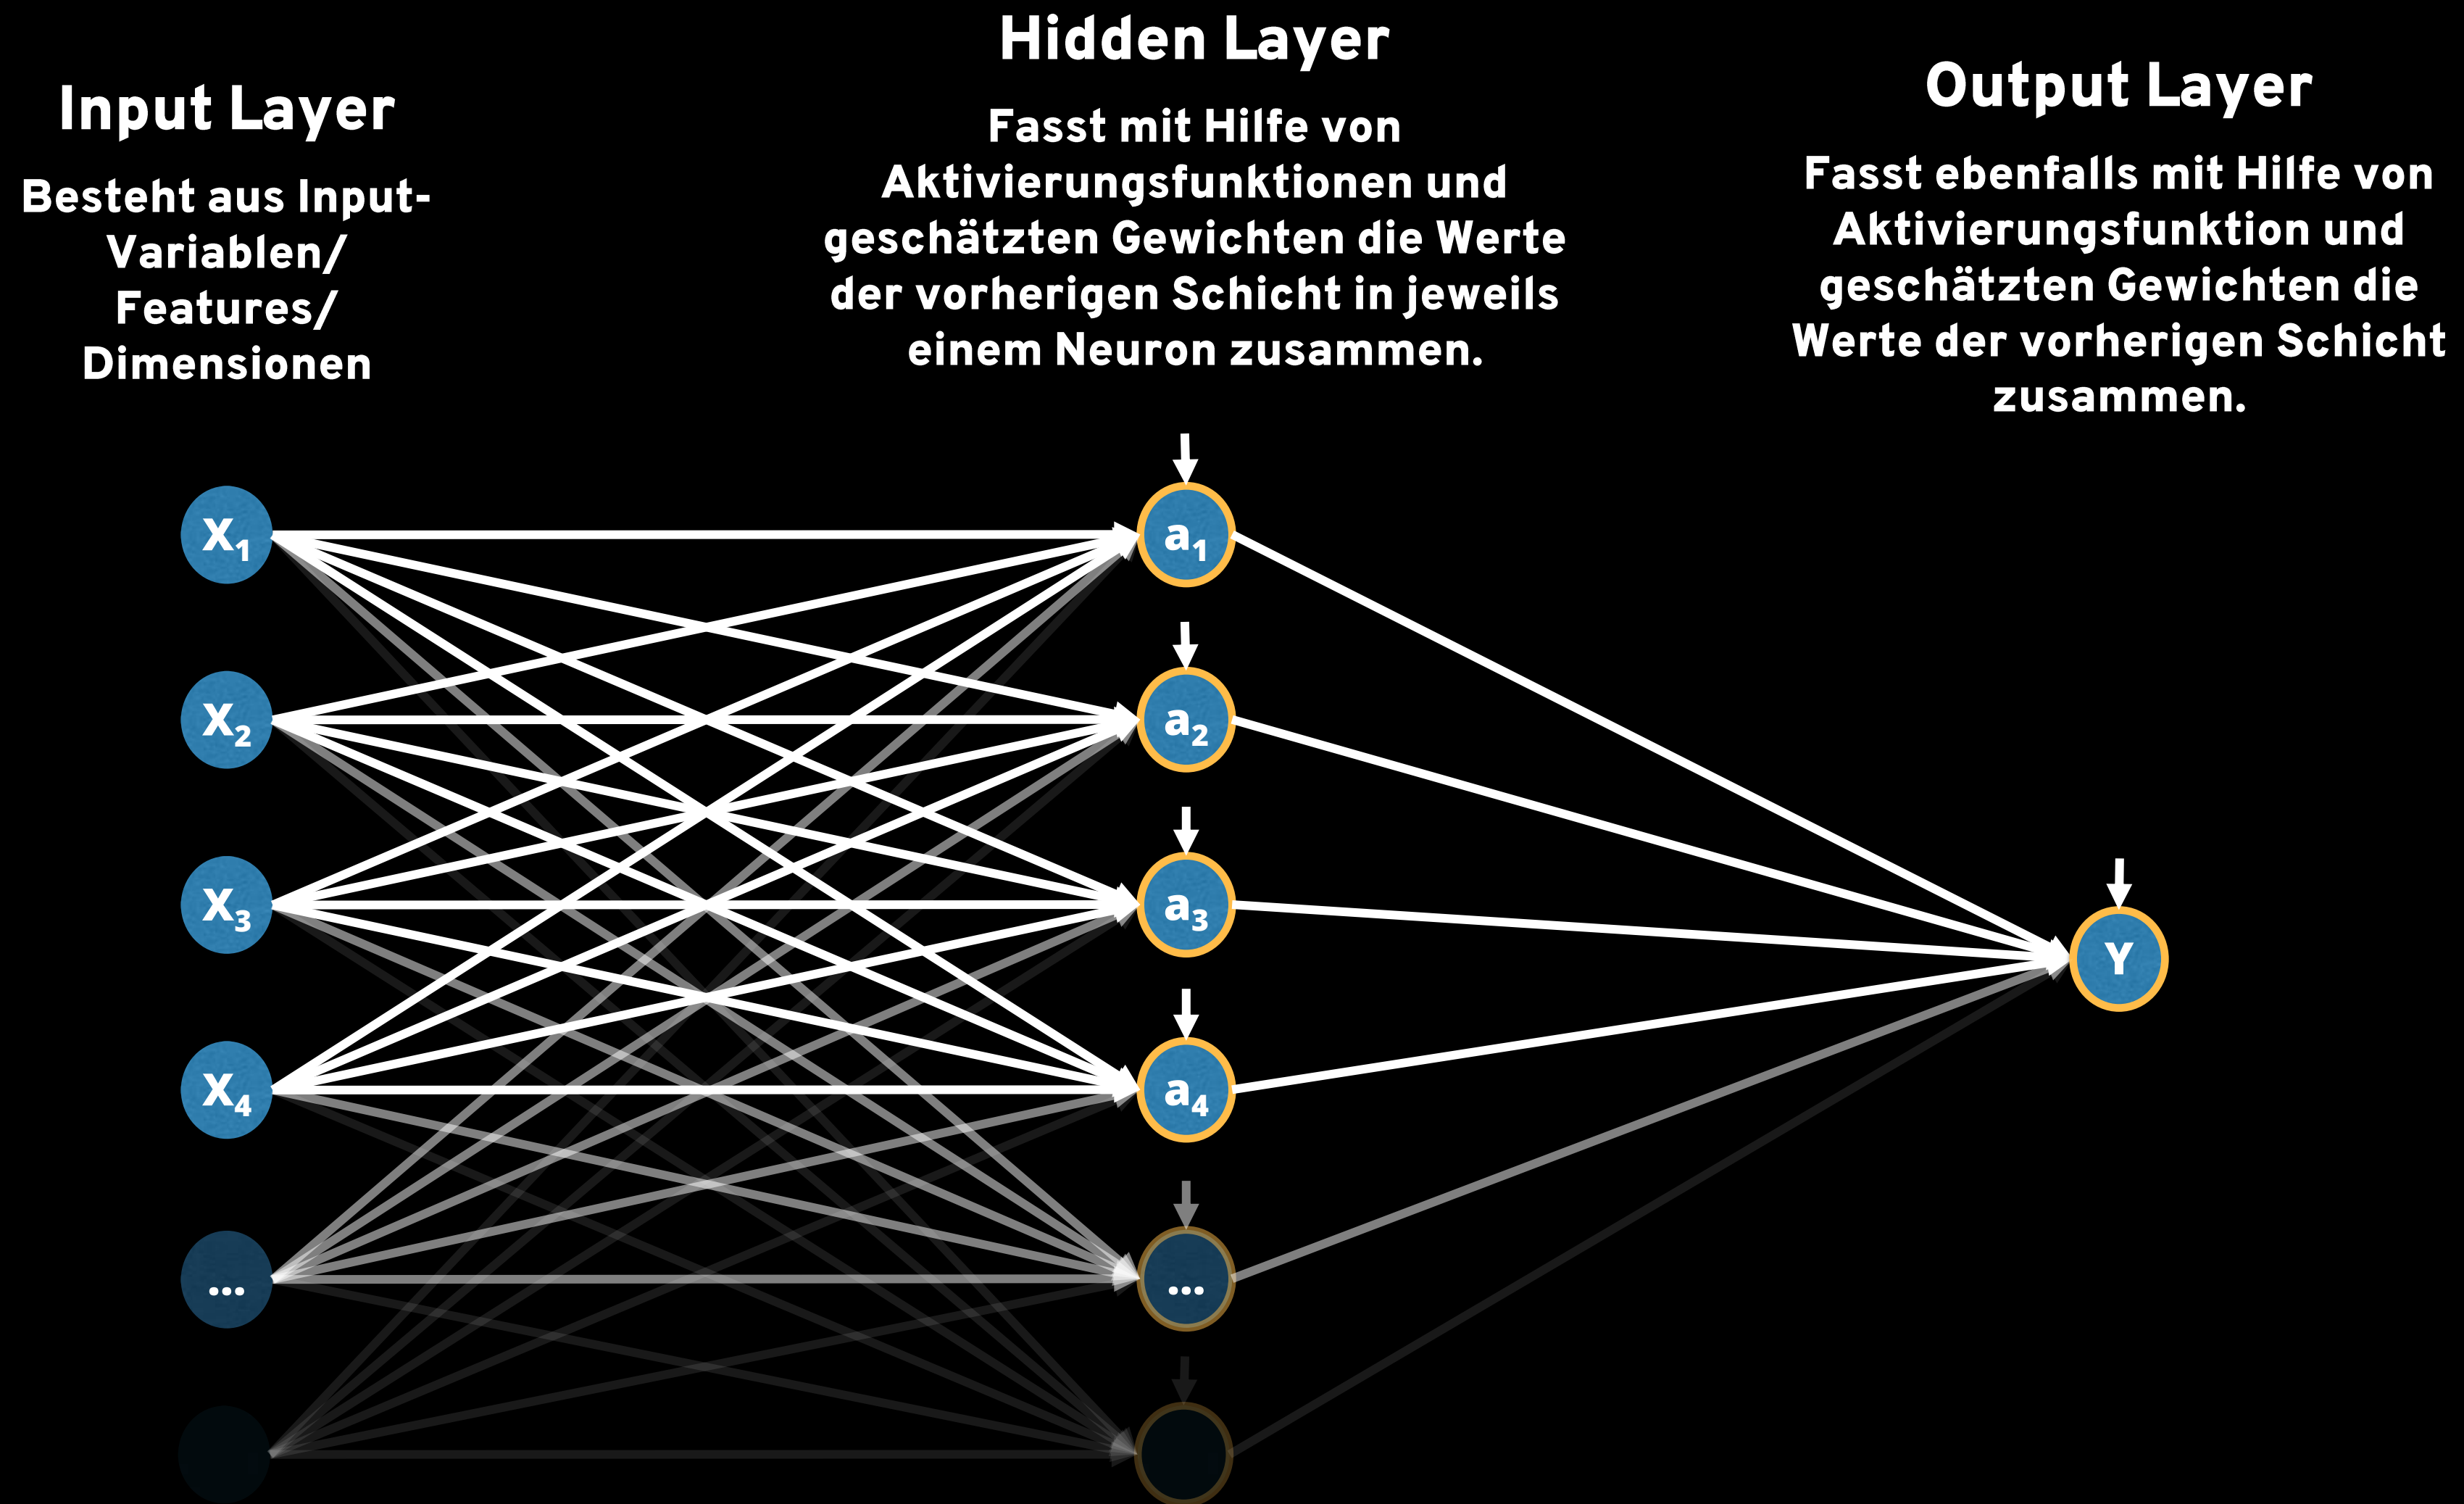 Input Layer
Besteht aus Input-
Variablen/
Features/
Dimensionen
Hidden Layer
Fasst mit Hilfe von
Aktivierungsfunktionen und
geschätzten Gewichten die Werte
der vorherigen Schicht in jeweils
einem Neuron zusammen.
Output Layer
Fasst ebenfalls mit Hilfe von
Aktivierungsfunktion und
geschätzten Gewichten die
Werte der vorherigen Schicht
zusammen.
X₁
X₂
X₃
X₄
...
a₁
a₂
a₃
a₄
...
Y